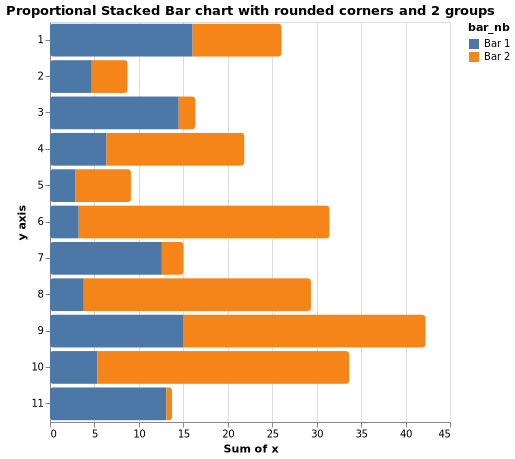 Proportional Stacked Bar chart with rounded corners and 2 groups
bar_nb
Bar 1
Bar 2
y axis
1
2
3
4
5
6
7
8
9
10
11
0 5 10 15 20 25 30 35 40 45
Sum of x